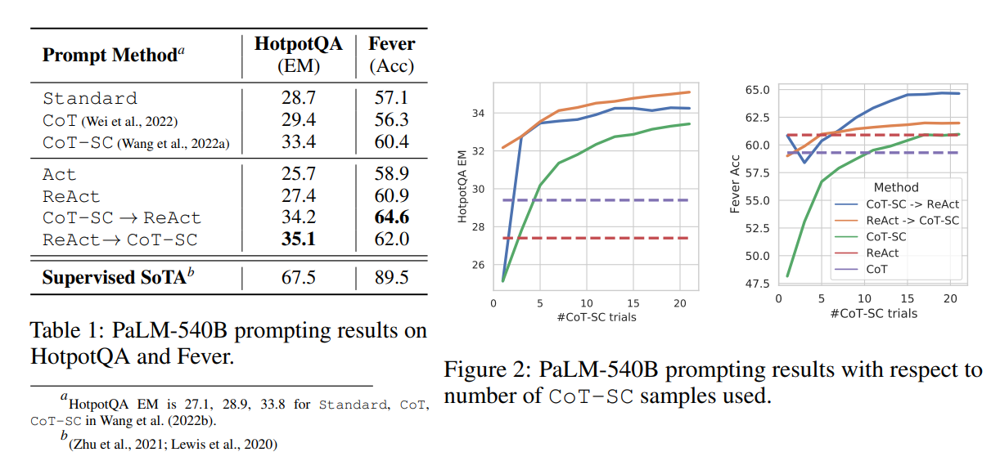 Prompt Method^a HotpotQA Fever
(EM) (Acc)
Standard 28.7 57.1
CoT (Wei et al., 2022) 29.4 56.3
CoT-SC (Wang et al., 2022a) 33.4 60.4
Act 25.7 58.9
ReAct 27.4 60.9
CoT-SC → ReAct 34.2 64.6
ReAct → CoT-SC 35.1 62.0
Supervised SoTA^b 67.5 89.5
Table 1: PaLM-540B prompting results on
HotpotQA and Fever.
^a HotpotQA EM is 27.1, 28.9, 33.8 for Standard, CoT,
CoT-SC in Wang et al. (2022b).
^b (Zhu et al., 2021; Lewis et al., 2020)
HotpotQA EM
34
32
30
28
26
0 5 10 15 20
#CoT-SC trials
Fever Acc
65.0
62.5
60.0
57.5
55.0
52.5
50.0
47.5
0 5 10 15 20
#CoT-SC trials
Method
CoT-SC -> ReAct
ReAct -> CoT-SC
CoT-SC
ReAct
CoT
Figure 2: PaLM-540B prompting results with respect to
number of CoT-SC samples used.